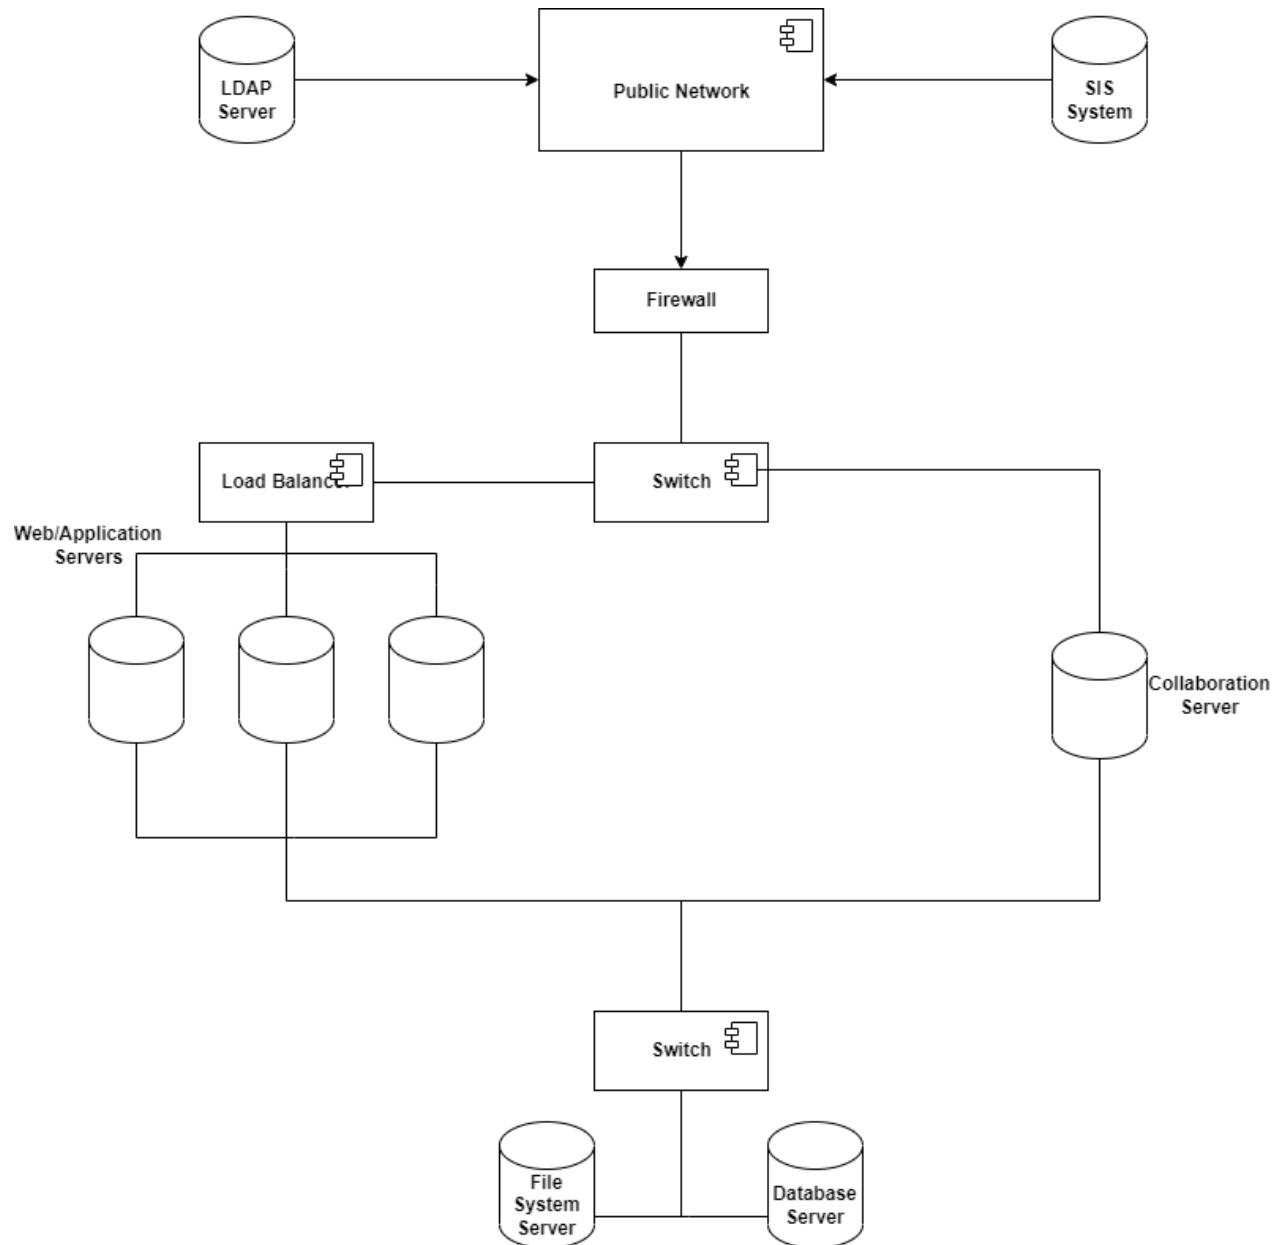 LDAP
Server
Public Network
SIS
System
Firewall
Load Balancer
Switch
Web/Application
Servers
Collaboration
Server
Switch
File
System
Server
Database
Server